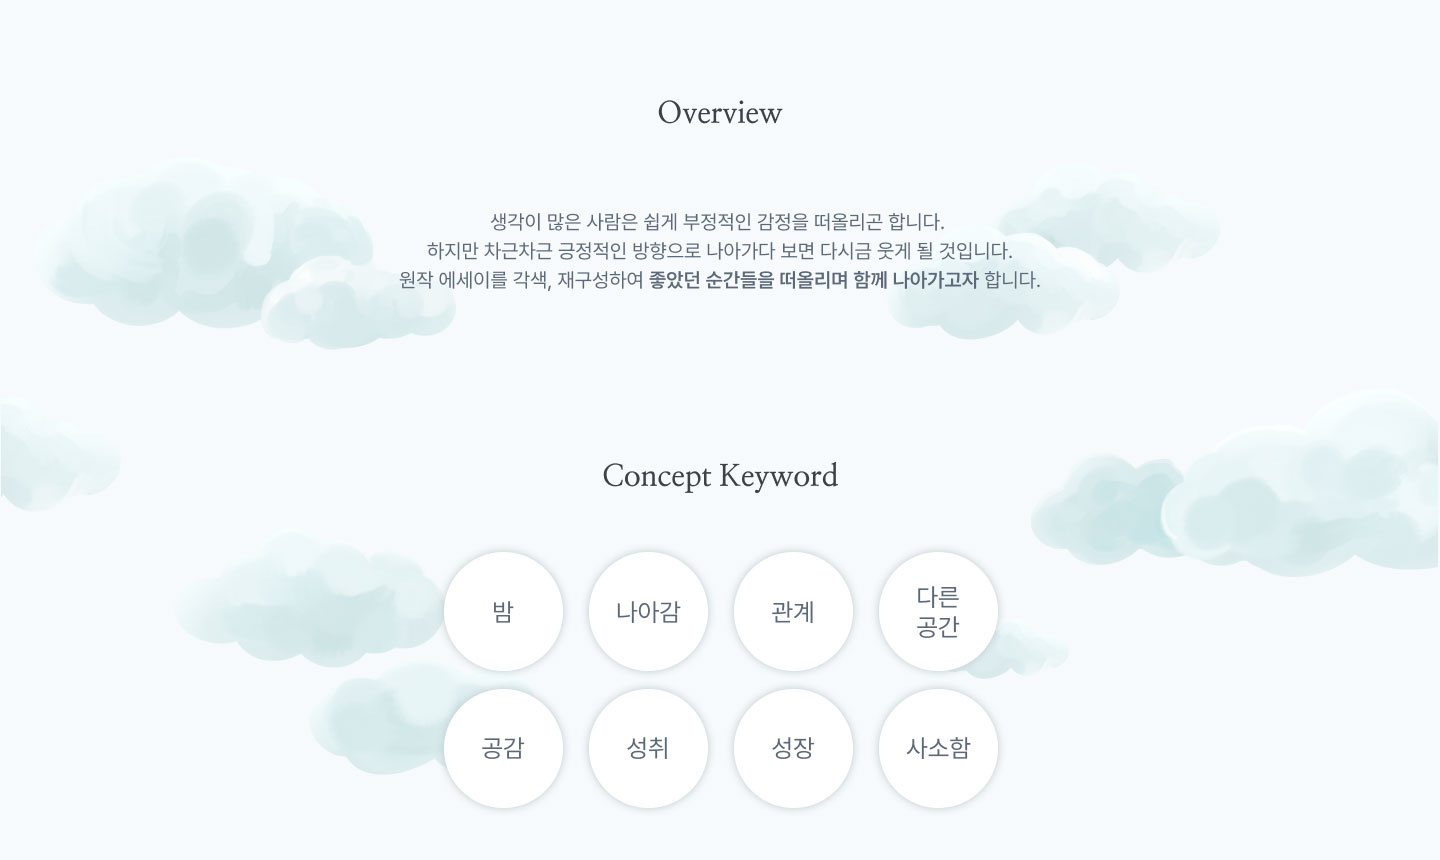 Overview
생각이 많은 사람은 쉽게 부정적인 감정을 떠올리곤 합니다.
하지만 차근차근 긍정적인 방향으로 나아가다 보면 다시금 웃게 될 것입니다.
원작 에세이를 각색, 재구성하여 좋았던 순간들을 떠올리며 함께 나아가고자 합니다.
Concept Keyword
밤
나아감
관계
다른
공간
공감
성취
성장
사소함